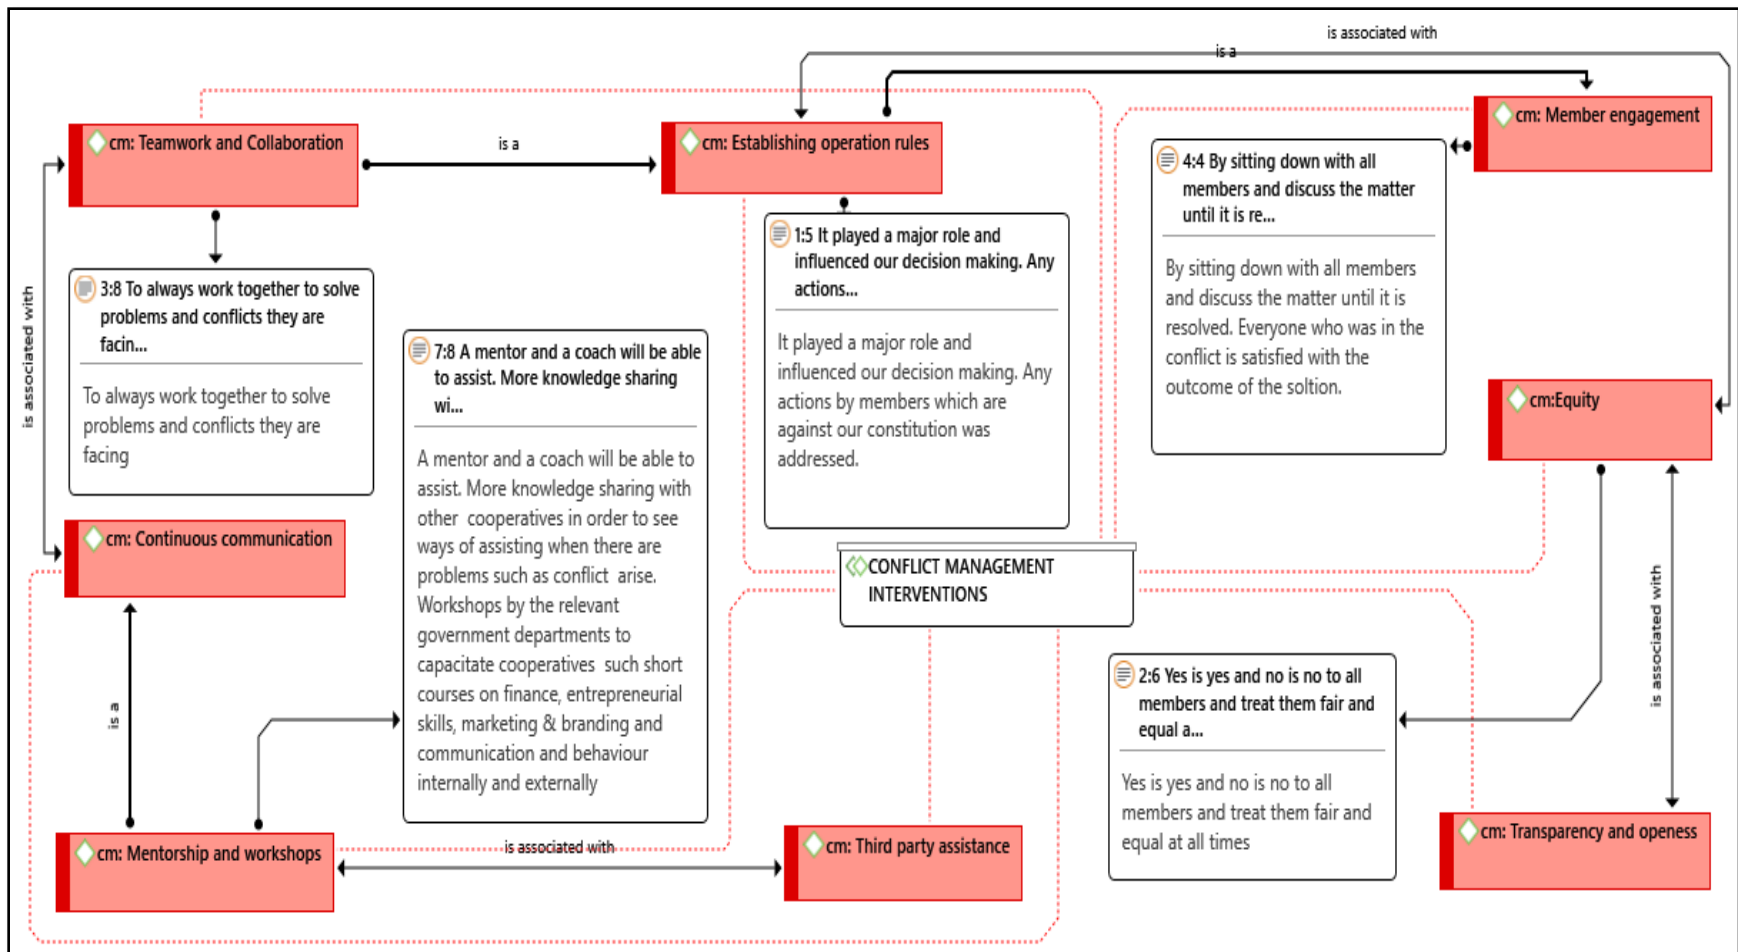 is associated with
is a
cm: Teamwork and Collaboration
is a
cm: Establishing operation rules
cm: Member engagement
3:8 To always work together to solve
problems and conflicts they are
facin...
To always work together to solve
problems and conflicts they are
facing
is associated with
7:8 A mentor and a coach will be able
to assist. More knowledge sharing
wi...
A mentor and a coach will be able to
assist. More knowledge sharing with
other cooperatives in order to see
ways of assisting when there are
problems such as conflict arise.
Workshops by the relevant
government departments to
capacitate cooperatives such short
courses on finance, entrepreneurial
skills, marketing & branding and
communication and behaviour
internally and externally
1:5 It played a major role and
influenced our decision making. Any
actions...
It played a major role and
influenced our decision making. Any
actions by members which are
against our constitution was
addressed.
4:4 By sitting down with all
members and discuss the matter
until it is re...
By sitting down with all members
and discuss the matter until it is
resolved. Everyone who was in the
conflict is satisfied with the
outcome of the soltion.
cm:Equity
cm: Continuous communication
CONFLICT MANAGEMENT
INTERVENTIONS
is associated with
2:6 Yes is yes and no is no to all
members and treat them fair and
equal a...
Yes is yes and no is no to all
members and treat them fair and
equal at all times
is a
cm: Mentorship and workshops
is associated with
cm: Third party assistance
cm: Transparency and openess